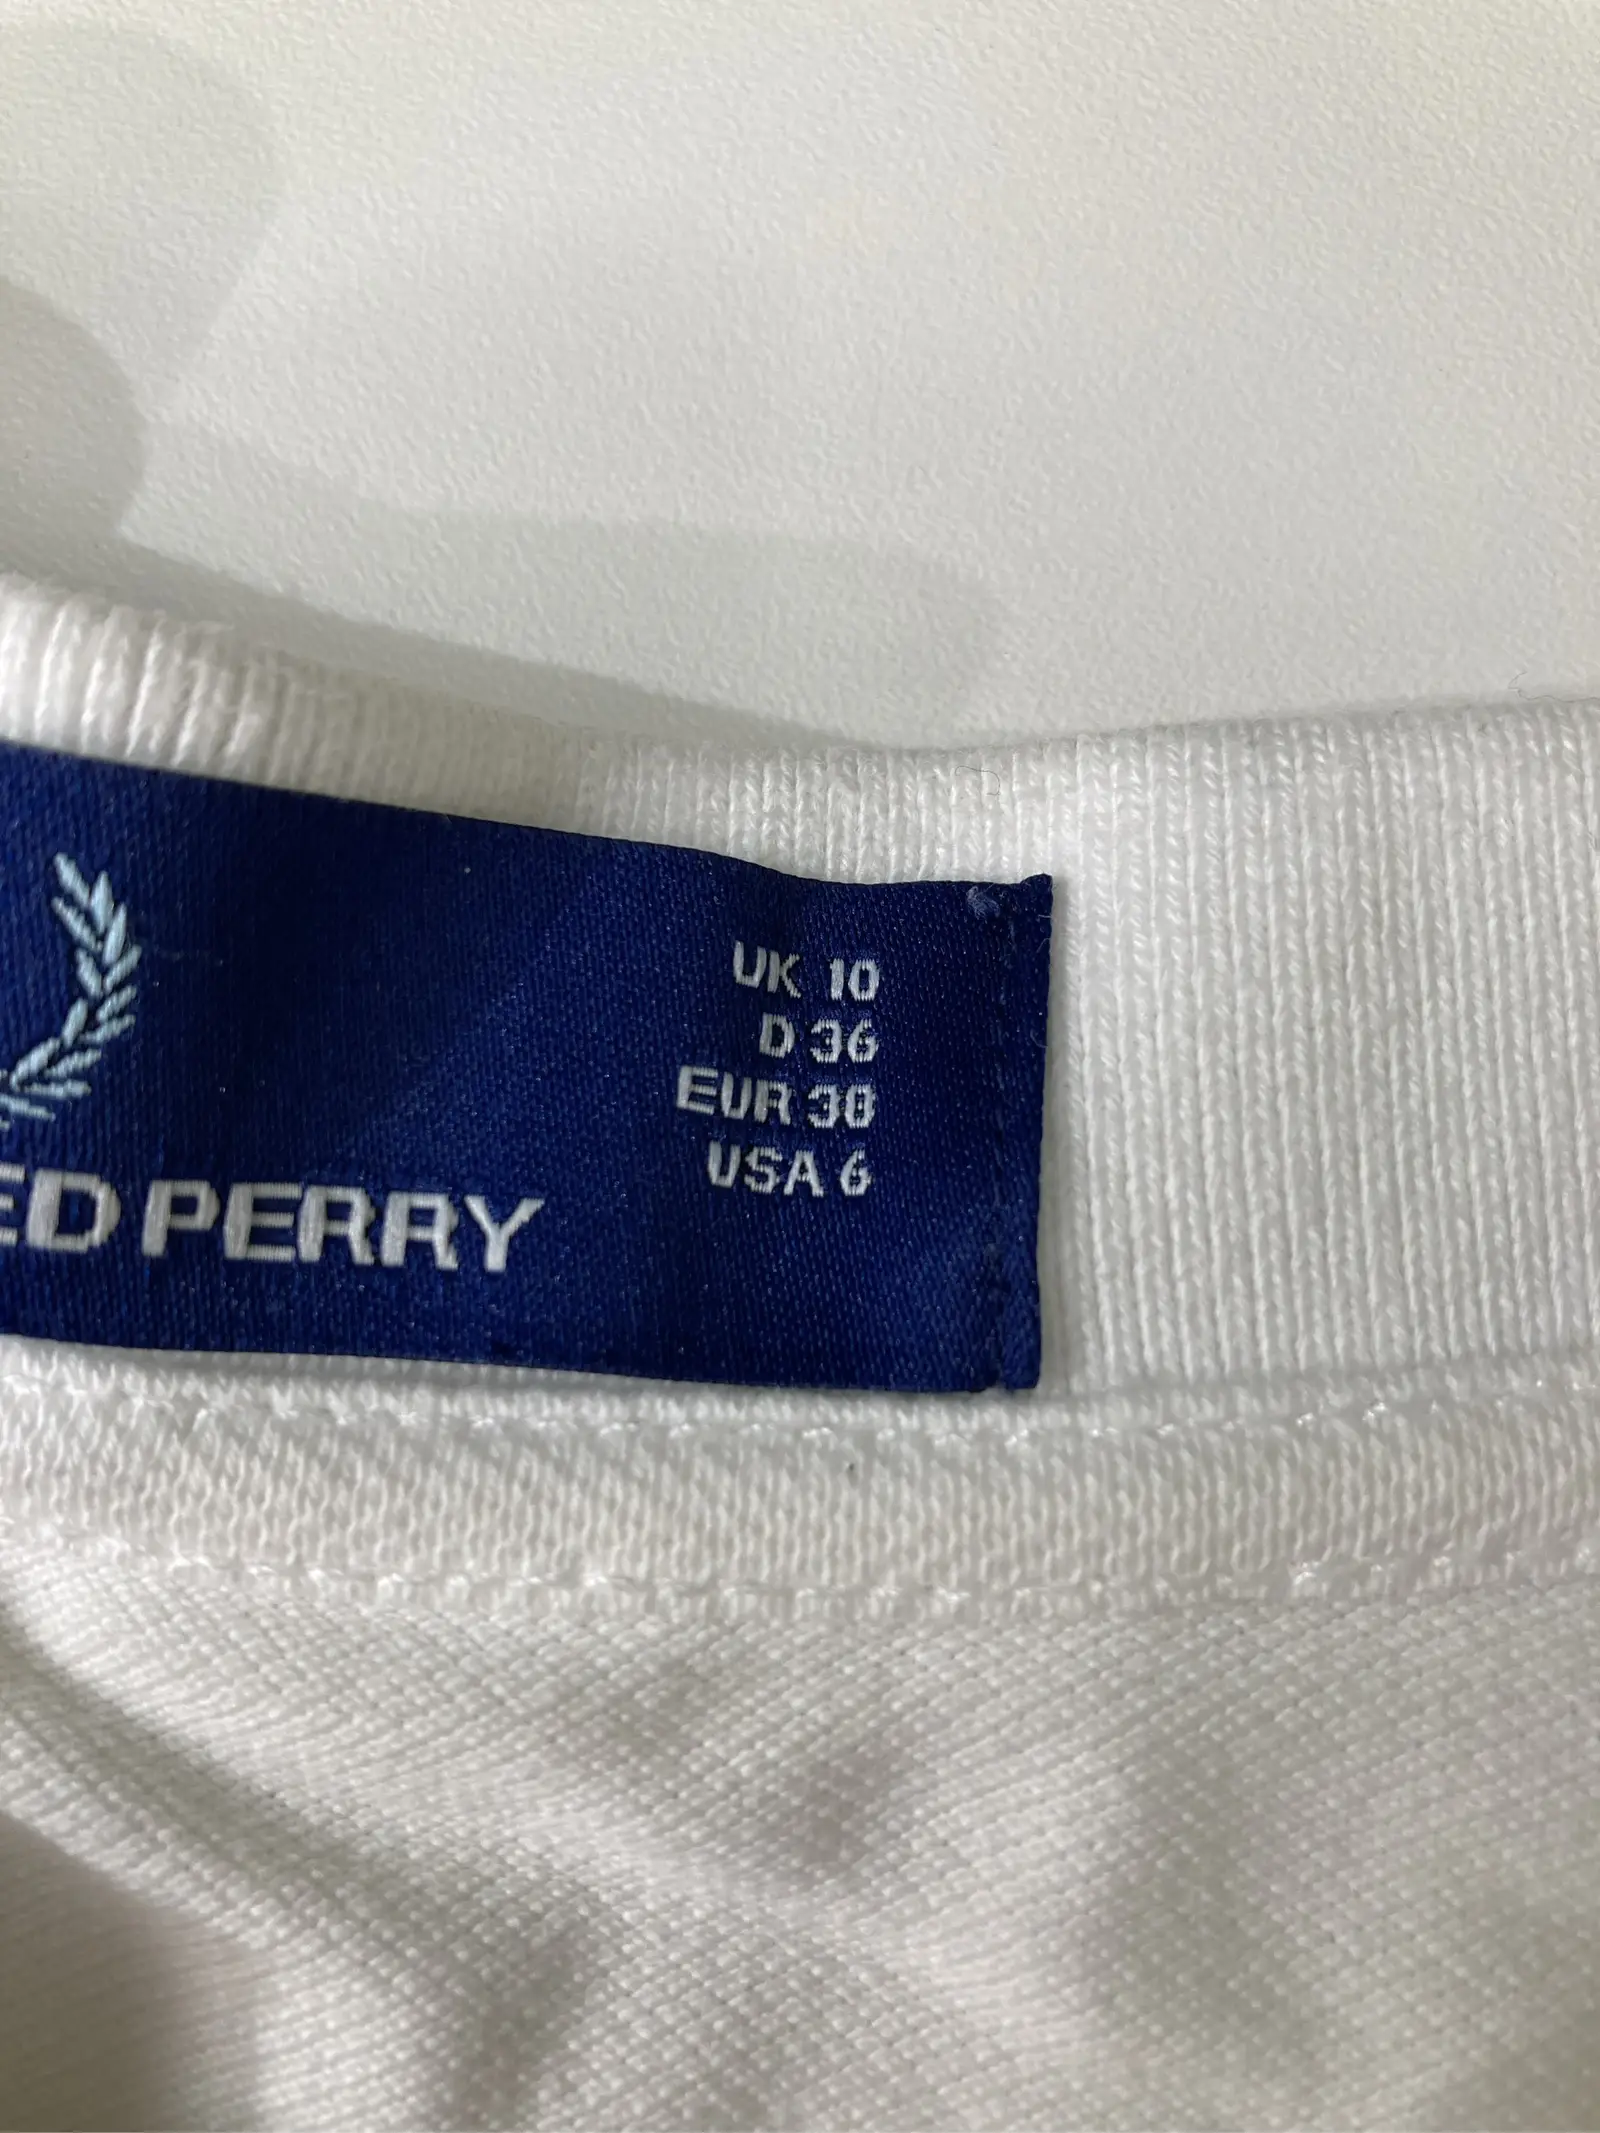 ED PERRY
UK 10
D 36
EUR 38
USA 6